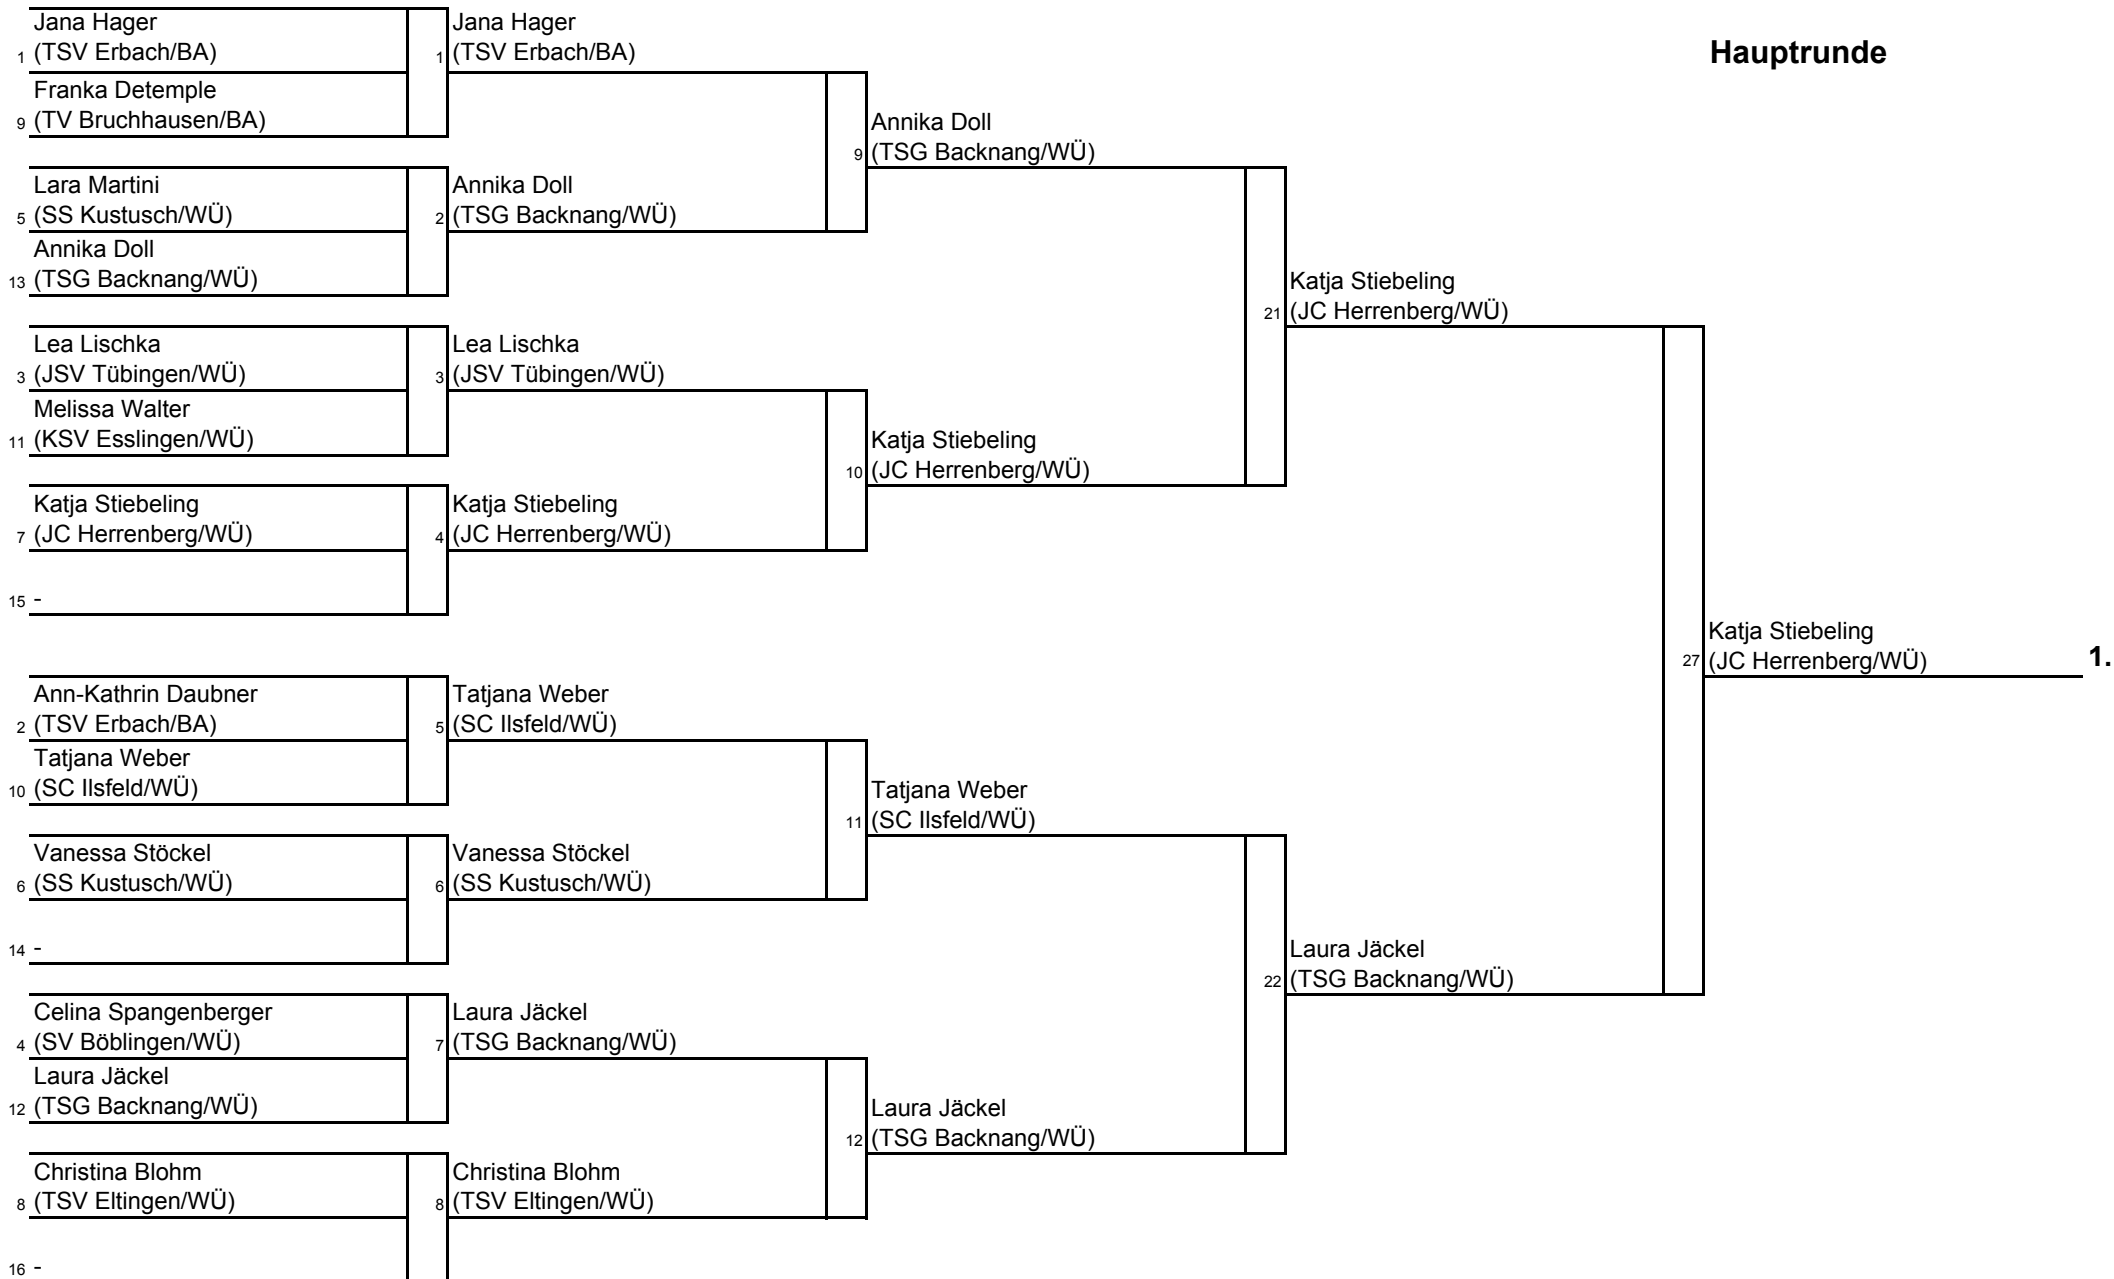 Hauptrunde
Jana Hager
1 (TSV Erbach/BA)
Franka Detemple
9 (TV Bruchhausen/BA)
Lara Martini
5 (SS Kustusch/WÜ)
Annika Doll
13 (TSG Backnang/WÜ)
Lea Lischka
3 (JSV Tübingen/WÜ)
Melissa Walter
11 (KSV Esslingen/WÜ)
Katja Stiebeling
7 (JC Herrenberg/WÜ)
15 -
Ann-Kathrin Daubner
2 (TSV Erbach/BA)
Tatjana Weber
10 (SC Ilsfeld/WÜ)
Vanessa Stöckel
6 (SS Kustusch/WÜ)
14 -
Celina Spangenberger
4 (SV Böblingen/WÜ)
Laura Jäckel
12 (TSG Backnang/WÜ)
Christina Blohm
8 (TSV Eltingen/WÜ)
16 -
Jana Hager
1 (TSV Erbach/BA)
Annika Doll
2 (TSG Backnang/WÜ)
Lea Lischka
3 (JSV Tübingen/WÜ)
Katja Stiebeling
4 (JC Herrenberg/WÜ)
Tatjana Weber
5 (SC Ilsfeld/WÜ)
Vanessa Stöckel
6 (SS Kustusch/WÜ)
Laura Jäckel
7 (TSG Backnang/WÜ)
Christina Blohm
8 (TSV Eltingen/WÜ)
Annika Doll
9 (TSG Backnang/WÜ)
Katja Stiebeling
10 (JC Herrenberg/WÜ)
Tatjana Weber
11 (SC Ilsfeld/WÜ)
Laura Jäckel
12 (TSG Backnang/WÜ)
Katja Stiebeling
21 (JC Herrenberg/WÜ)
Laura Jäckel
22 (TSG Backnang/WÜ)
Katja Stiebeling
27 (JC Herrenberg/WÜ) 1.